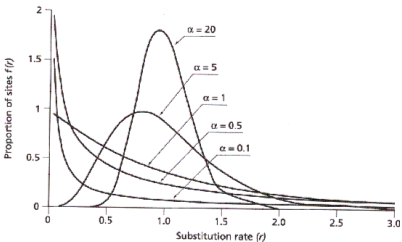 2
1.5
1
0.5
0
Proportion of sites f(r)
α = 20
α = 5
α = 1
α = 0.5
α = 0.1
0 0.5 1.0 1.5 2.0 2.5 3.0
Substitution rate (r)